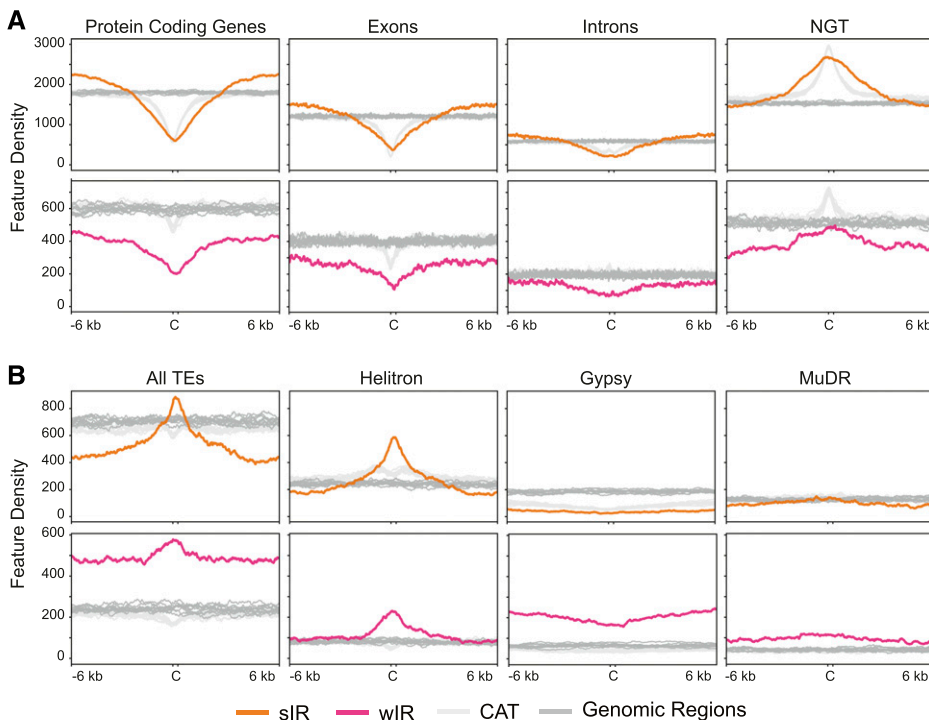 A
Protein Coding Genes Exons Introns NGT
3000
2000
1000
0
Feature Density
600
400
200
0
-6 kb C 6 kb -6 kb C 6 kb -6 kb C 6 kb -6 kb C 6 kb
B
All TEs Helitron Gypsy MuDR
800
600
400
200
0
Feature Density
600
400
200
0
-6 kb C 6 kb -6 kb C 6 kb -6 kb C 6 kb -6 kb C 6 kb
sIR wIR CAT Genomic Regions